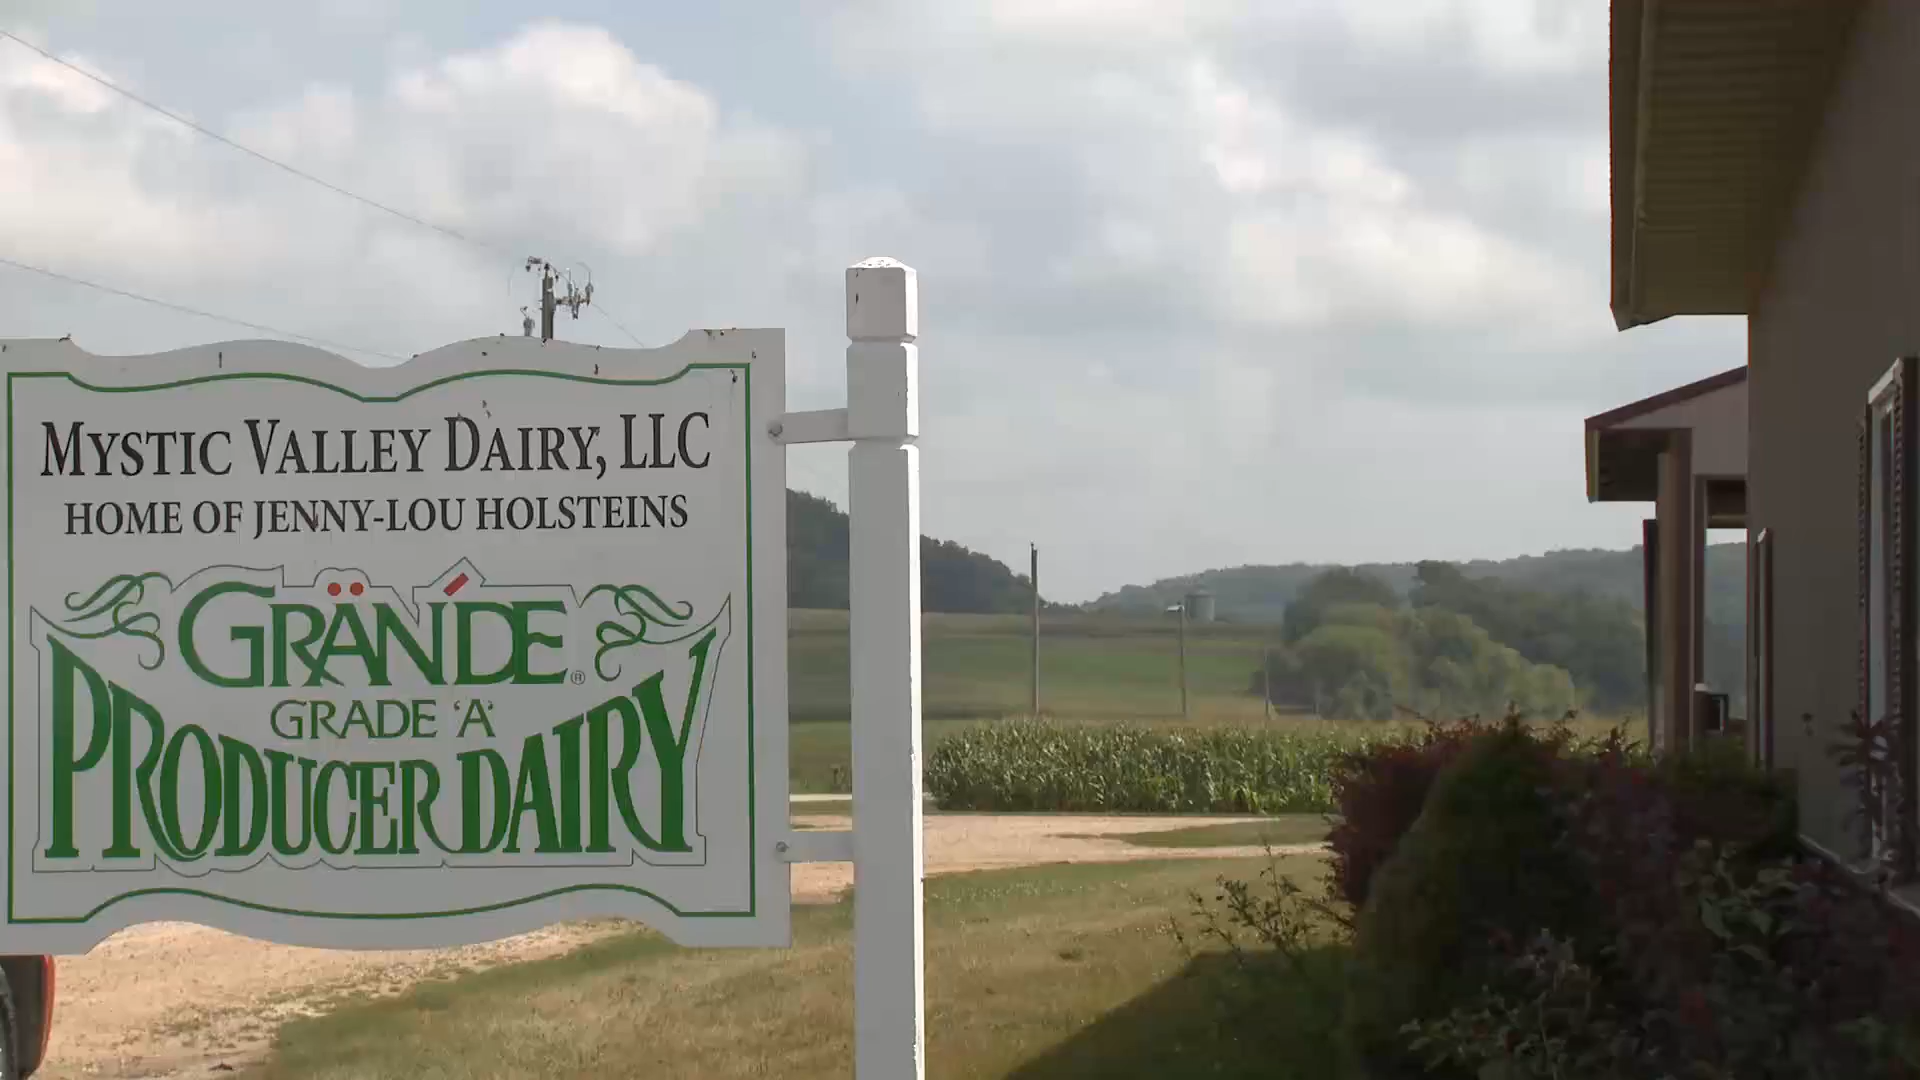 MYSTIC VALLEY DAIRY, LLC
HOME OF JENNY-LOU HOLSTEINS
GRÄNDE®
GRADE 'A'
PRODUCER DAIRY